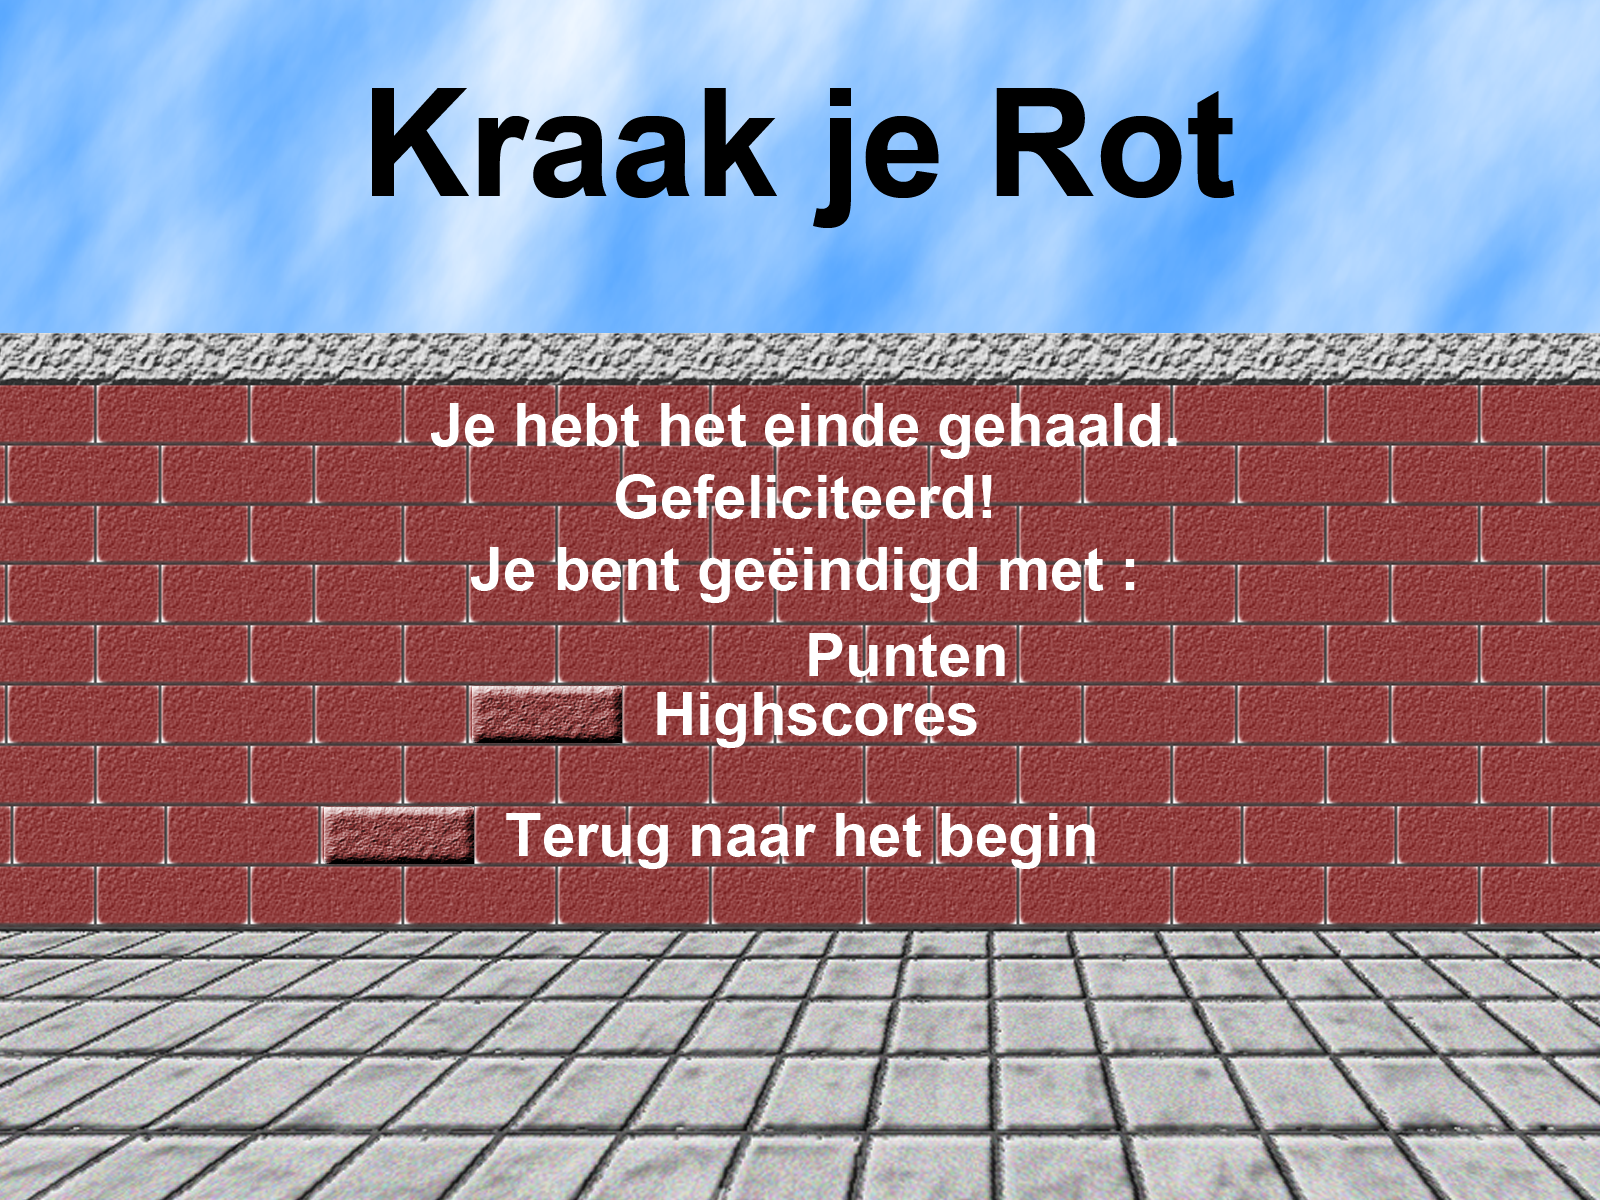 Kraak je Rot
Je hebt het einde gehaald.
Gefeliciteerd!
Je bent geëindigd met :
Punten
Highscores
Terug naar het begin